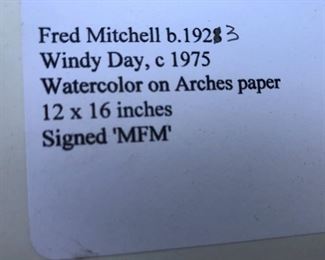 Fred Mitchell b.1923
Windy Day, c 1975
Watercolor on Arches paper
12 x 16 inches
Signed 'MFM'